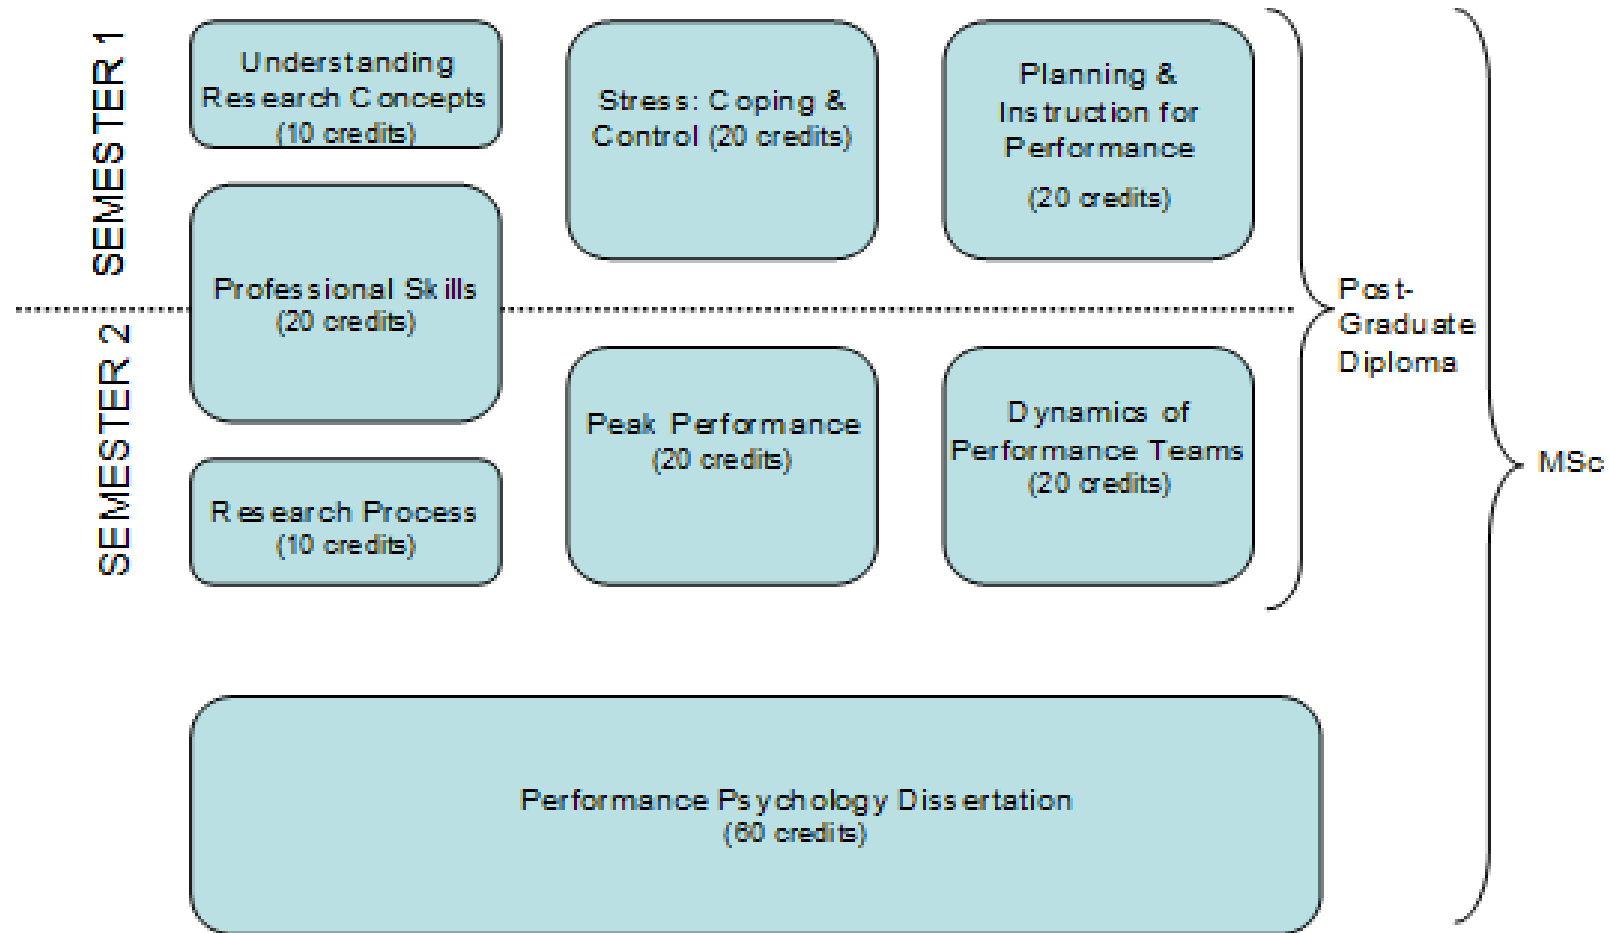 SEMESTER 1
Understanding
Research Concepts
(10 credits)
Stress: Coping &
Control (20 credits)
Planning &
Instruction for
Performance
(20 credits)
Professional Skills
(20 credits)
Post-
Graduate
Diploma
SEMESTER 2
Peak Performance
(20 credits)
Dynamics of
Performance Teams
(20 credits)
MSc
Research Process
(10 credits)
Performance Psychology Dissertation
(60 credits)